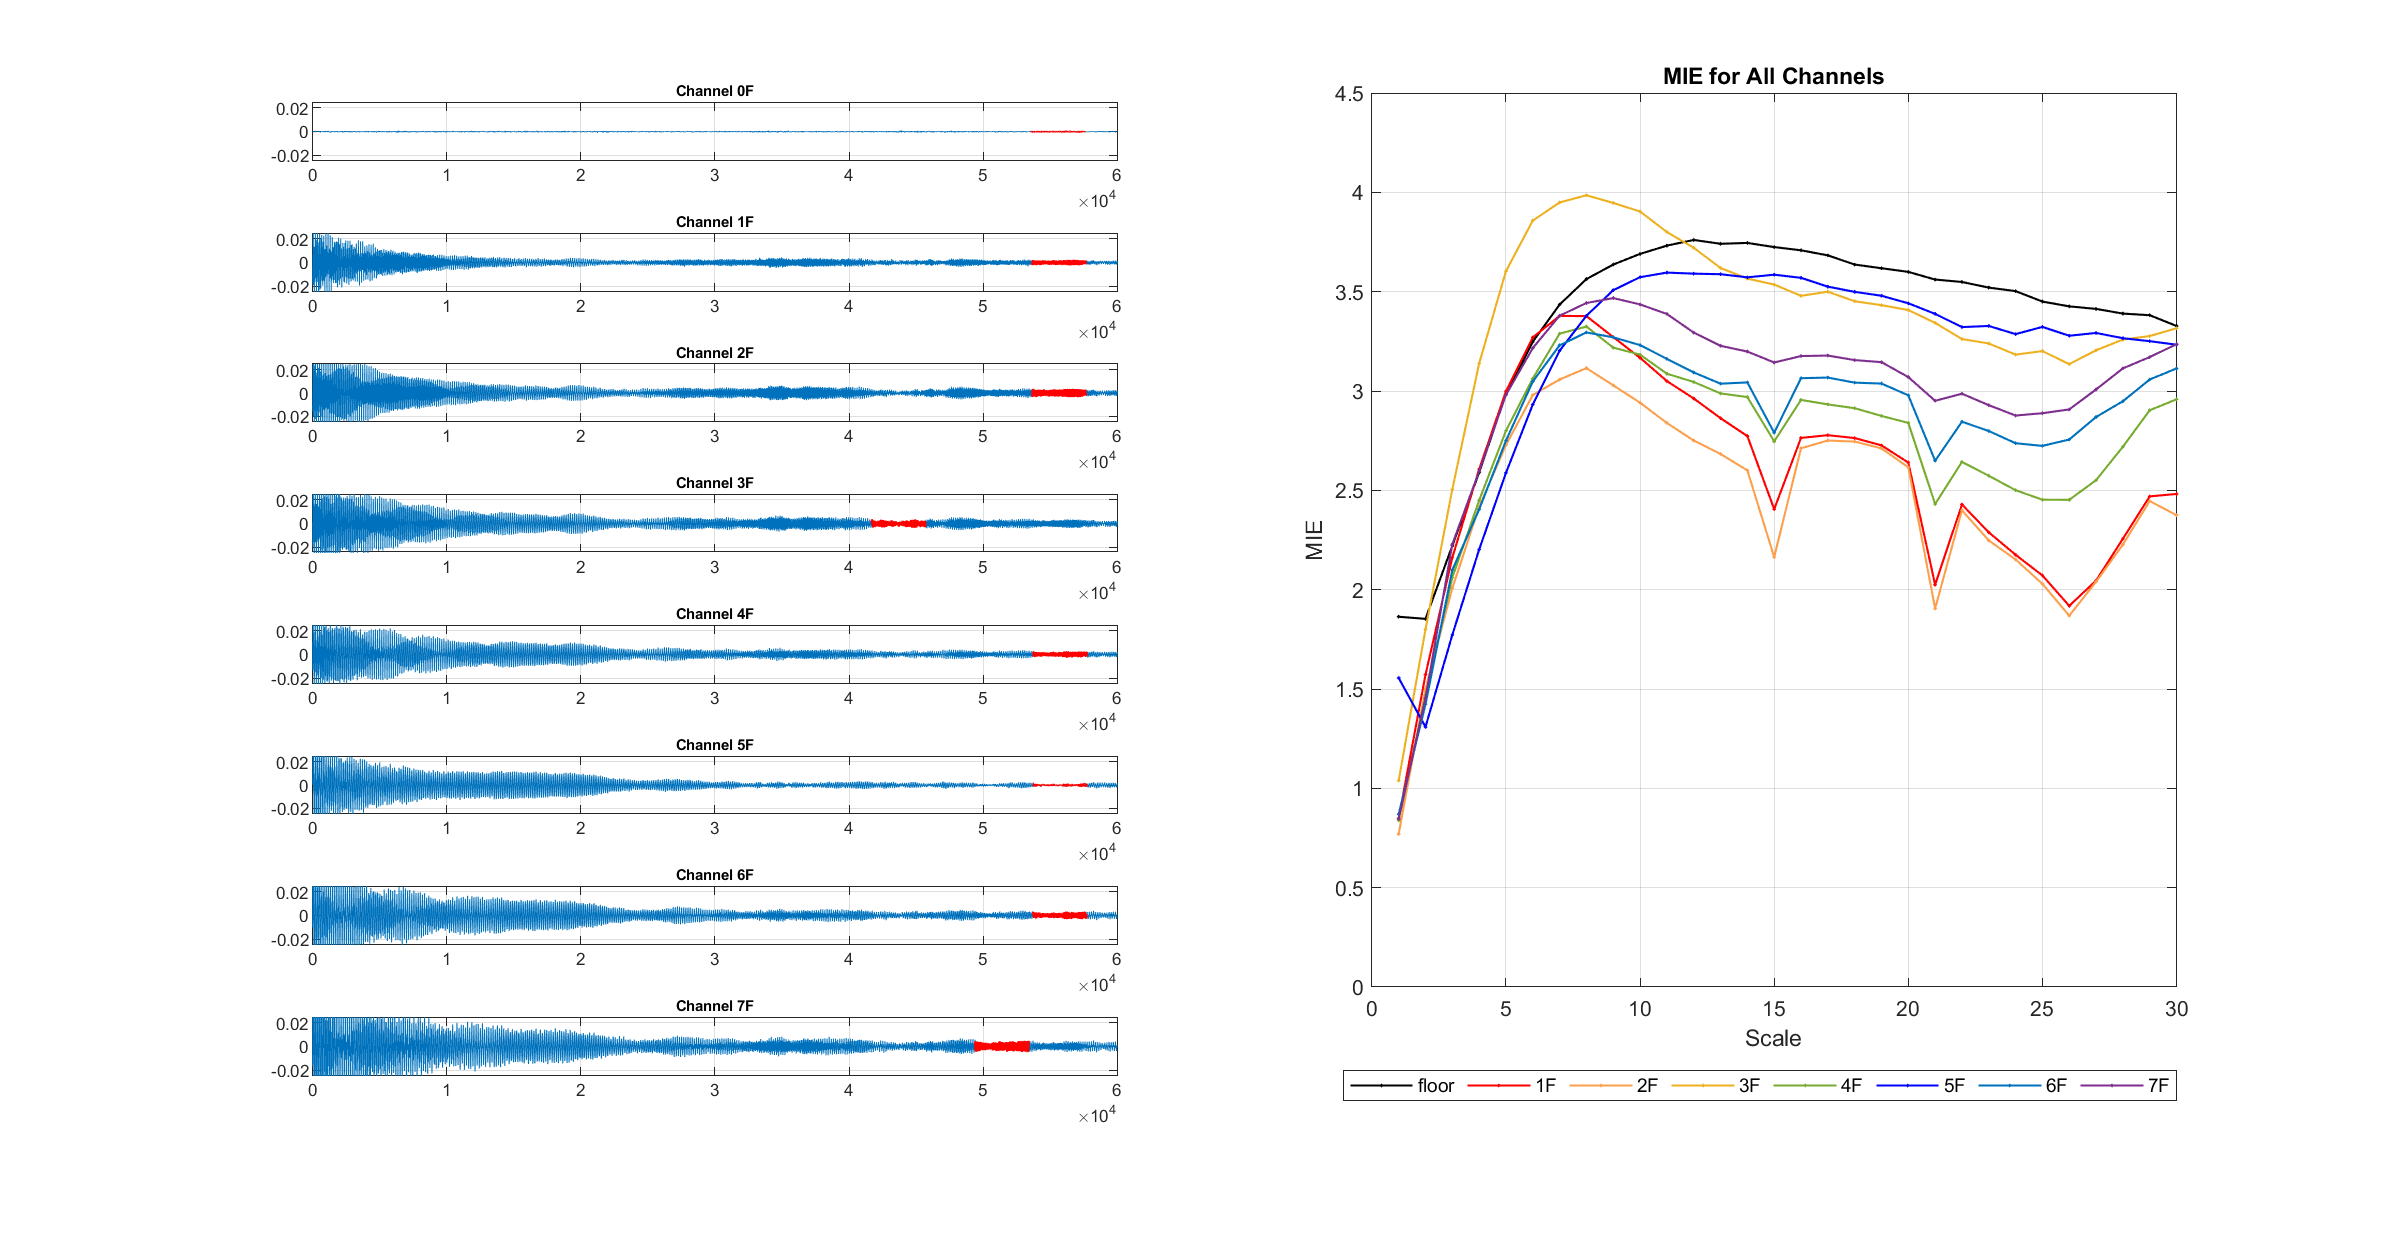 Channel 0F
0.02
0
-0.02
0 1 2 3 4 5 6
×10^4
Channel 1F
0.02
0
-0.02
0 1 2 3 4 5 6
×10^4
Channel 2F
0.02
0
-0.02
0 1 2 3 4 5 6
×10^4
Channel 3F
0.02
0
-0.02
0 1 2 3 4 5 6
×10^4
Channel 4F
0.02
0
-0.02
0 1 2 3 4 5 6
×10^4
Channel 5F
0.02
0
-0.02
0 1 2 3 4 5 6
×10^4
Channel 6F
0.02
0
-0.02
0 1 2 3 4 5 6
×10^4
Channel 7F
0.02
0
-0.02
0 1 2 3 4 5 6
×10^4
MIE for All Channels
4.5
4
3.5
3
2.5
2
1.5
1
0.5
0
MIE
0 5 10 15 20 25 30
Scale
floor 1F 2F 3F 4F 5F 6F 7F